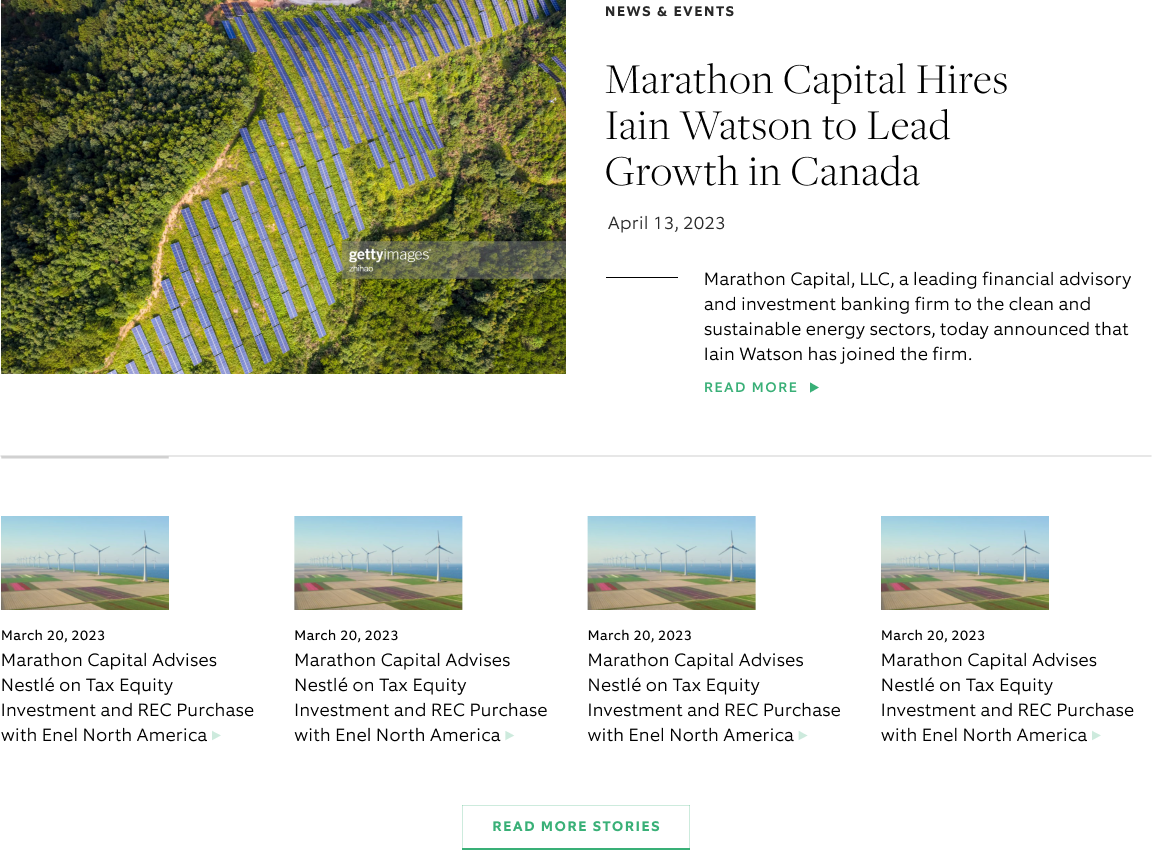 NEWS & EVENTS
Marathon Capital Hires
Iain Watson to Lead
Growth in Canada
April 13, 2023
gettyimages
zhihao
Marathon Capital, LLC, a leading financial advisory
and investment banking firm to the clean and
sustainable energy sectors, today announced that
Iain Watson has joined the firm.
READ MORE
March 20, 2023
Marathon Capital Advises
Nestlé on Tax Equity
Investment and REC Purchase
with Enel North America
March 20, 2023
Marathon Capital Advises
Nestlé on Tax Equity
Investment and REC Purchase
with Enel North America
March 20, 2023
Marathon Capital Advises
Nestlé on Tax Equity
Investment and REC Purchase
with Enel North America
March 20, 2023
Marathon Capital Advises
Nestlé on Tax Equity
Investment and REC Purchase
with Enel North America
READ MORE STORIES